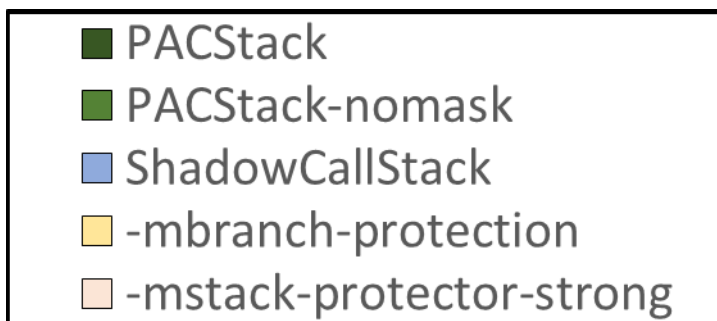 PACStack
PACStack-nomask
ShadowCallStack
-mbranch-protection
-mstack-protector-strong